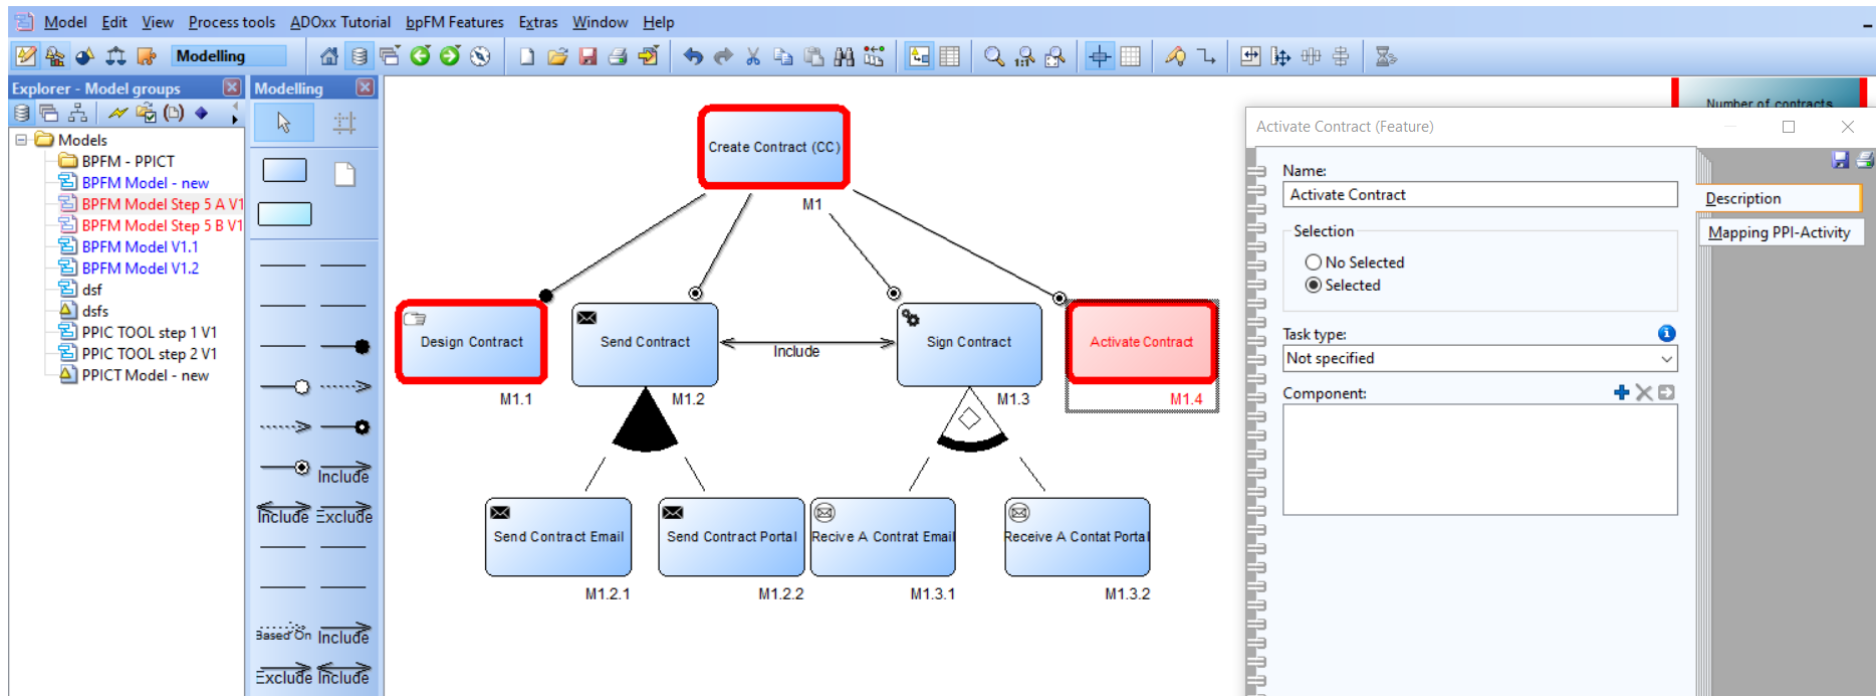 Model Edit View Process tools ADOxx Tutorial bpFM Features Extras Window Help
Modelling
Explorer - Model groups
Models
BPFM - PPICT
BPFM Model - new
BPFM Model Step 5 A V1
BPFM Model Step 5 B V1
BPFM Model V1.1
BPFM Model V1.2
dsf
dsfs
PPIC TOOL step 1 V1
PPIC TOOL step 2 V1
PPICT Model - new
Modelling
Include
Include Exclude
Based On Include
Exclude Include
Create Contract (CC)
M1
Design Contract
M1.1
Send Contract
M1.2
Include
Sign Contract
M1.3
Activate Contract
M1.4
Send Contract Email
M1.2.1
Send Contract Portal
M1.2.2
Recive A Contrat Email
M1.3.1
Receive A Contat Portal
M1.3.2
Number of contracts
Activate Contract (Feature)
Name:
Activate Contract
Selection
No Selected
Selected
Task type:
Not specified
Component:
Description
Mapping PPI-Activity